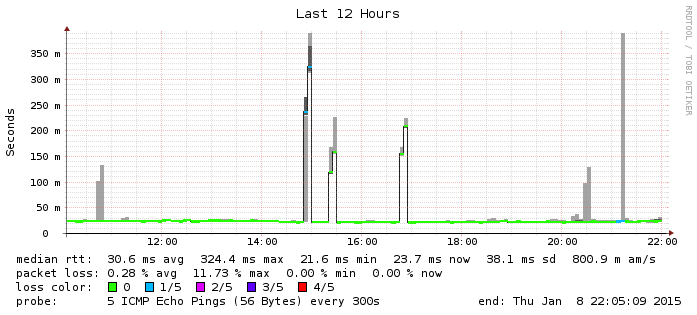 Last 12 Hours
RRDTOOL / TOBI OETIKER
Seconds
350 m
300 m
250 m
200 m
150 m
100 m
50 m
0
12:00 14:00 16:00 18:00 20:00 22:00
median rtt: 30.6 ms avg 324.4 ms max 21.6 ms min 23.7 ms now 38.1 ms sd 800.9 m am/s
packet loss: 0.28 % avg 11.73 % max 0.00 % min 0.00 % now
loss color: 0 1/5 2/5 3/5 4/5
probe: 5 ICMP Echo Pings (56 Bytes) every 300s end: Thu Jan 8 22:05:09 2015